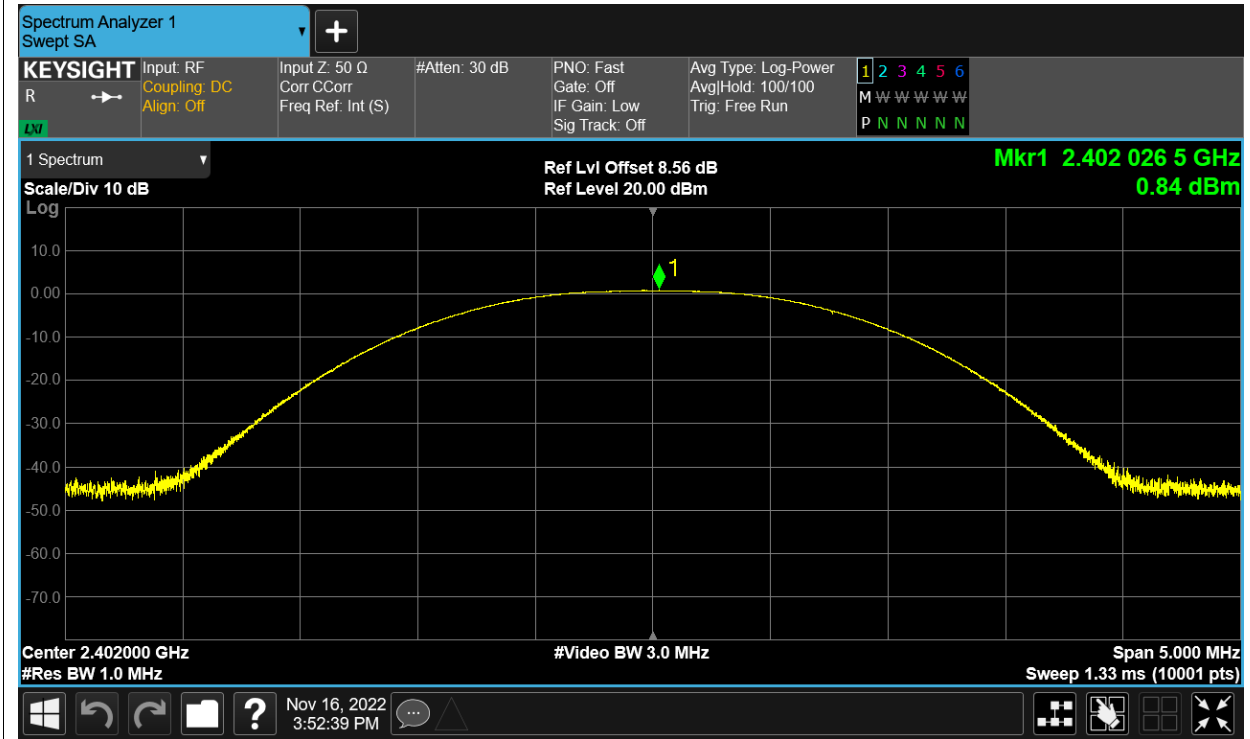 Spectrum Analyzer 1
Swept SA
KEYSIGHT
R
LXI
Input: RF
Coupling: DC
Align: Off
Input Z: 50 Ω
Corr CCorr
Freq Ref: Int (S)
#Atten: 30 dB
PNO: Fast
Gate: Off
IF Gain: Low
Sig Track: Off
Avg Type: Log-Power
Avg|Hold: 100/100
Trig: Free Run
1 2 3 4 5 6
M W W W W W
P N N N N N
1 Spectrum
Scale/Div 10 dB
Log
Ref Lvl Offset 8.56 dB
Ref Level 20.00 dBm
Mkr1 2.402 026 5 GHz
0.84 dBm
1
10.0
0.00
-10.0
-20.0
-30.0
-40.0
-50.0
-60.0
-70.0
Center 2.402000 GHz
#Video BW 3.0 MHz
Span 5.000 MHz
#Res BW 1.0 MHz
Sweep 1.33 ms (10001 pts)
?
Nov 16, 2022
3:52:39 PM